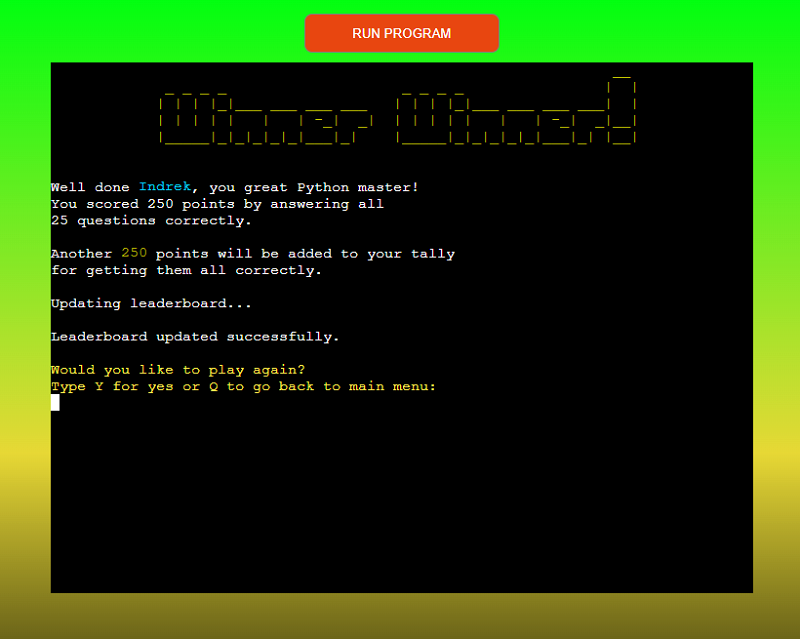 RUN PROGRAM
Winner Winner!
Well done Indrek, you great Python master!
You scored 250 points by answering all
25 questions correctly.
Another 250 points will be added to your tally
for getting them all correctly.
Updating leaderboard...
Leaderboard updated successfully.
Would you like to play again?
Type Y for yes or Q to go back to main menu: